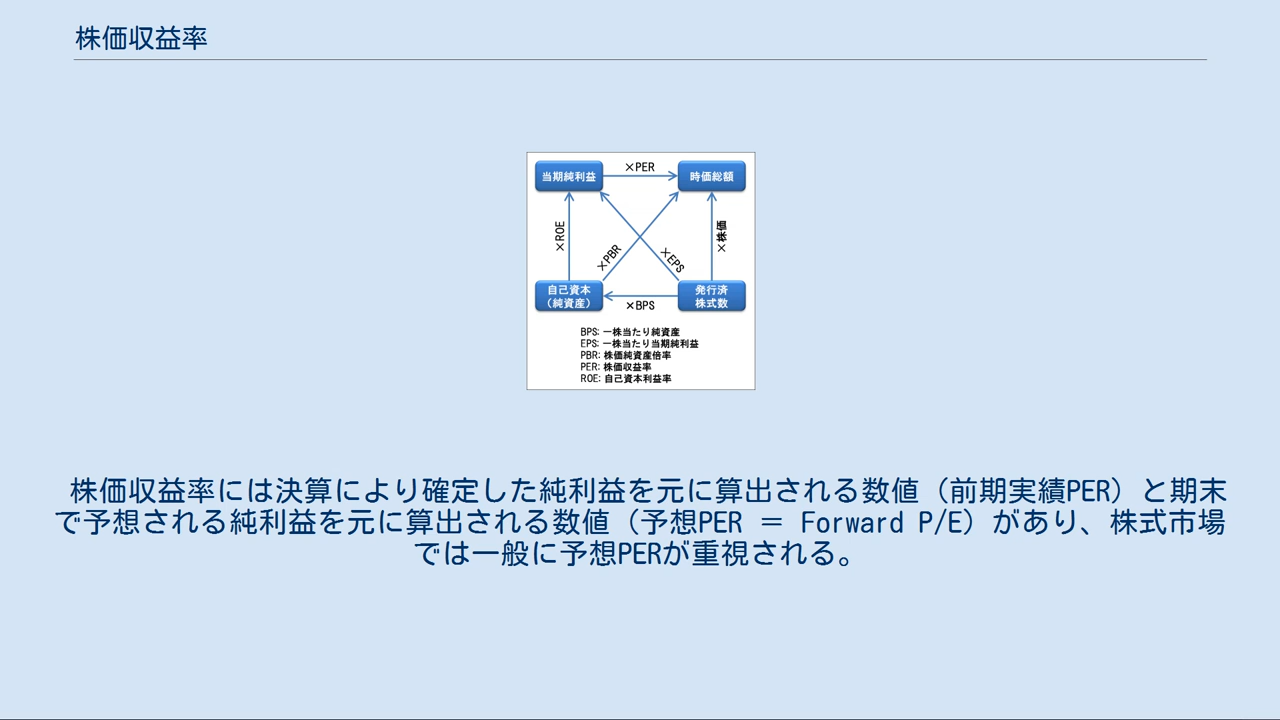 株価収益率
当期純利益
×PER
時価総額
×ROE
×PBR
×EPS
×株価
自己資本
（純資産）
×BPS
発行済
株式数
BPS: 一株当たり純資産
EPS: 一株当たり当期純利益
PBR: 株価純資産倍率
PER: 株価収益率
ROE: 自己資本利益率
株価収益率には決算により確定した純利益を元に算出される数値（前期実績PER）と期末
で予想される純利益を元に算出される数値（予想PER ＝ Forward P/E）があり、株式市場
では一般に予想PERが重視される。